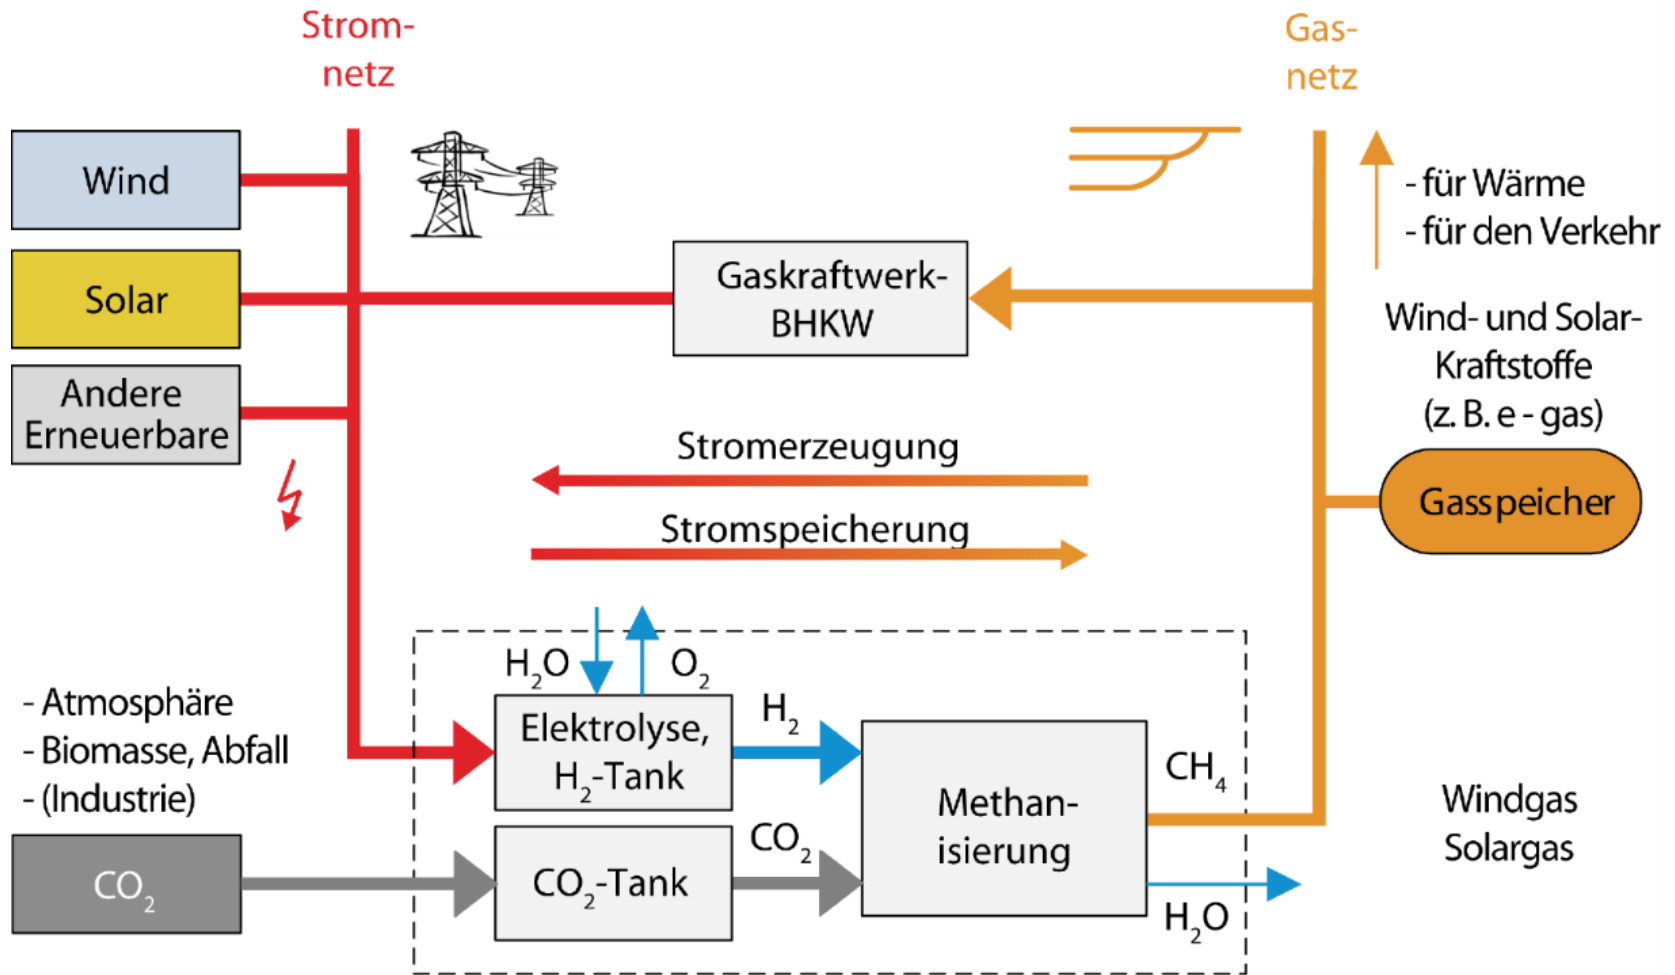 Strom-
netz
Gas-
netz
Wind
Solar
Andere
Erneuerbare
Gaskraftwerk-
BHKW
- für Wärme
- für den Verkehr
Wind- und Solar-
Kraftstoffe
(z. B. e - gas)
Gasspeicher
Stromerzeugung
Stromspeicherung
H₂O
O₂
- Atmosphäre
- Biomasse, Abfall
- (Industrie)
CO₂
Elektrolyse,
H₂-Tank
H₂
CO₂-Tank
CO₂
Methan-
isierung
CH₄
H₂O
Windgas
Solargas